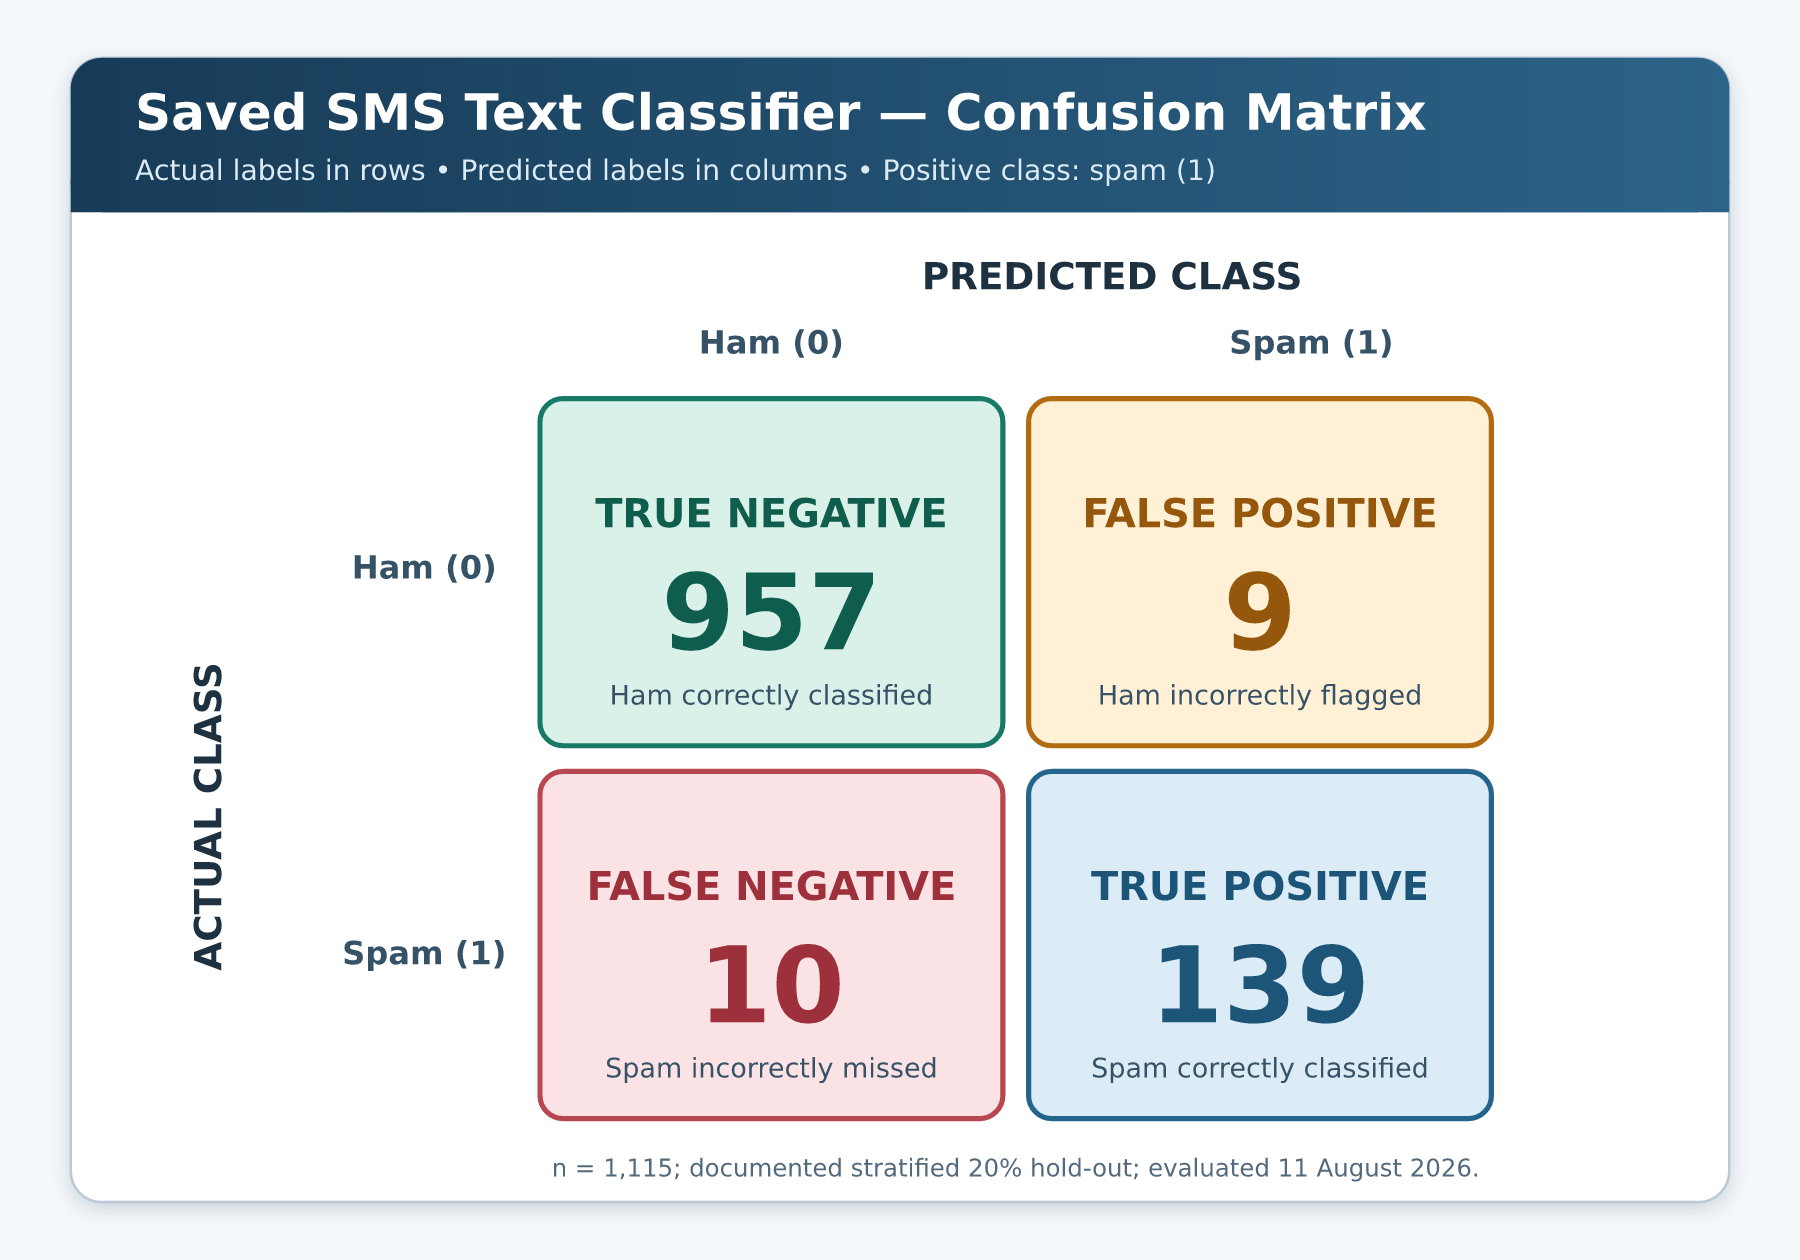 Saved SMS Text Classifier — Confusion Matrix
Actual labels in rows • Predicted labels in columns • Positive class: spam (1)
PREDICTED CLASS
Ham (0)
Spam (1)
ACTUAL CLASS
Ham (0)
TRUE NEGATIVE
957
Ham correctly classified
FALSE POSITIVE
9
Ham incorrectly flagged
Spam (1)
FALSE NEGATIVE
10
Spam incorrectly missed
TRUE POSITIVE
139
Spam correctly classified
n = 1,115; documented stratified 20% hold-out; evaluated 11 August 2026.